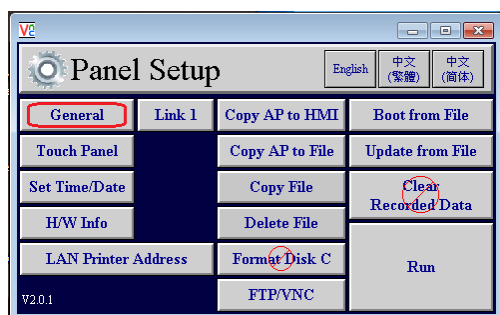 V2
Panel Setup
English
中文
(繁體)
中文
(简体)
General
Link 1
Copy AP to HMI
Boot from File
Touch Panel
Copy AP to File
Update from File
Set Time/Date
Copy File
Clear
Recorded Data
H/W Info
Delete File
LAN Printer Address
Format Disk C
Run
V2.0.1
FTP/VNC